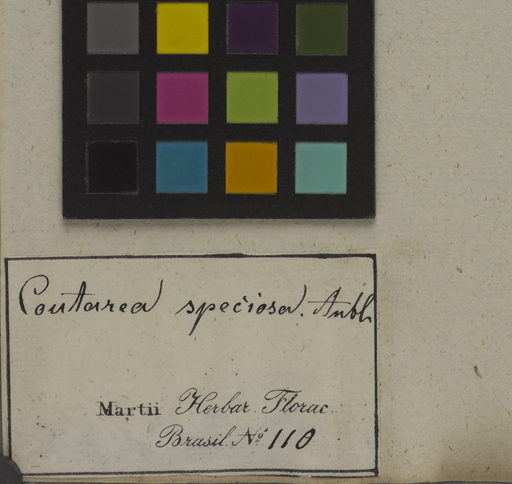 Coutarea speciosa. Aubl
Martii Herbar. Florae
Brasil. Nº 110